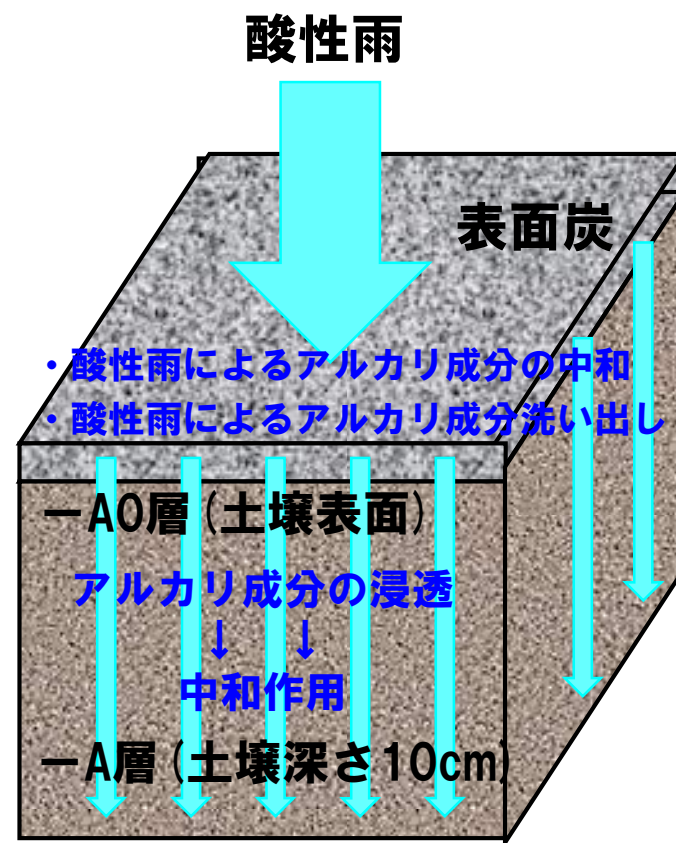 酸性雨
表面炭
・酸性雨によるアルカリ成分の中和
・酸性雨によるアルカリ成分洗い出し
ーA0層(土壌表面)
アルカリ成分の浸透
↓ ↓
中和作用
ーA層(土壌深さ10cm)